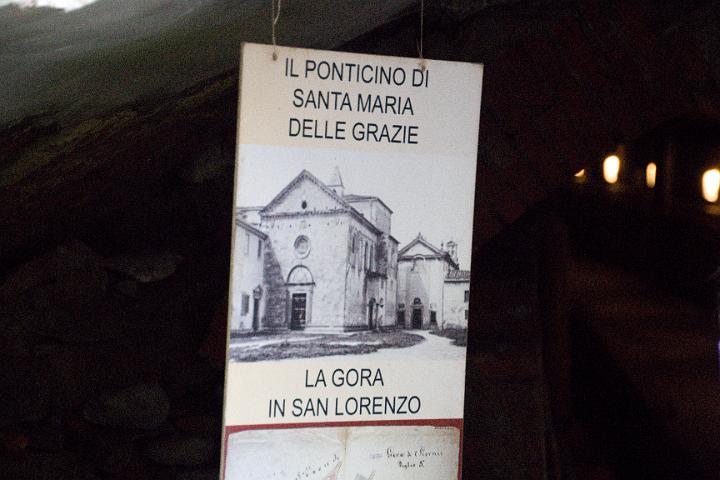 IL PONTICINO DI
SANTA MARIA
DELLE GRAZIE
LA GORA
IN SAN LORENZO